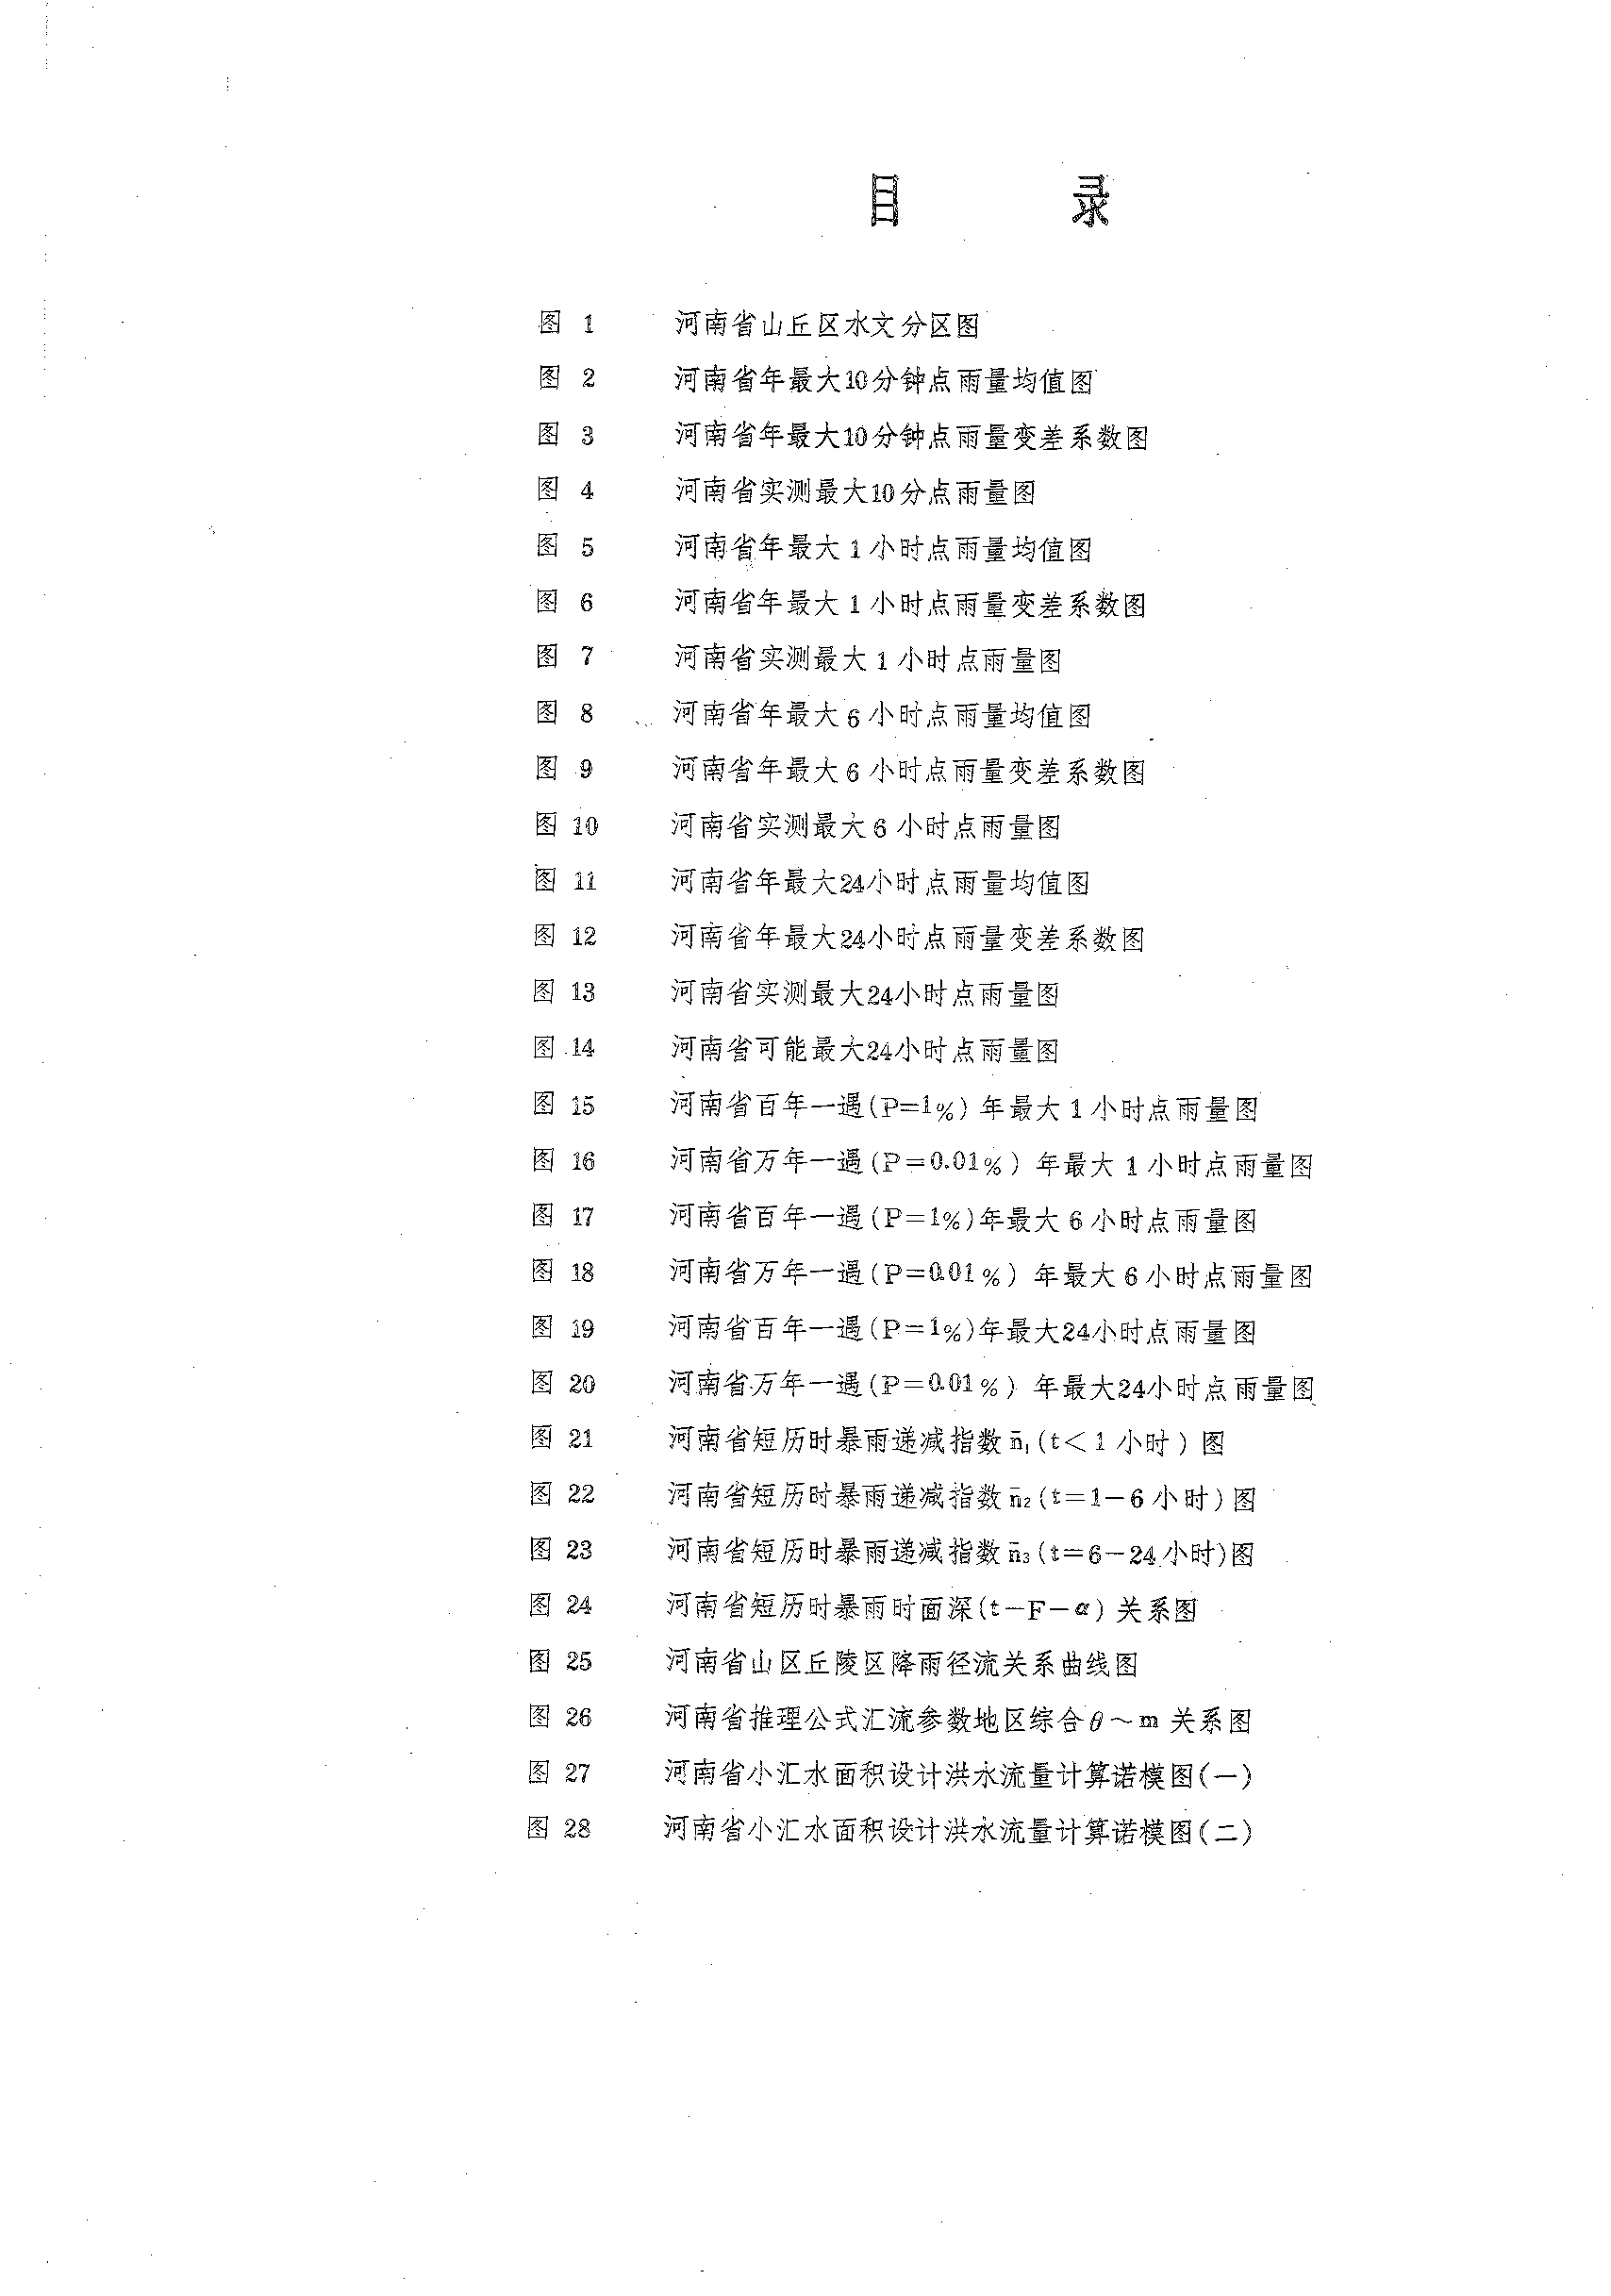 目 录
图 1 河南省山丘区水文分区图
图 2 河南省年最大10分钟点雨量均值图
图 3 河南省年最大10分钟点雨量变差系数图
图 4 河南省实测最大10分点雨量图
图 5 河南省年最大1小时点雨量均值图
图 6 河南省年最大1小时点雨量变差系数图
图 7 河南省实测最大1小时点雨量图
图 8 河南省年最大6小时点雨量均值图
图 9 河南省年最大6小时点雨量变差系数图
图 10 河南省实测最大6小时点雨量图
图 11 河南省年最大24小时点雨量均值图
图 12 河南省年最大24小时点雨量变差系数图
图 13 河南省实测最大24小时点雨量图
图 14 河南省可能最大24小时点雨量图
图 15 河南省百年一遇(P=1%)年最大1小时点雨量图
图 16 河南省万年一遇(P=0.01%)年最大1小时点雨量图
图 17 河南省百年一遇(P=1%)年最大6小时点雨量图
图 18 河南省万年一遇(P=0.01%)年最大6小时点雨量图
图 19 河南省百年一遇(P=1%)年最大24小时点雨量图
图 20 河南省万年一遇(P=0.01%)年最大24小时点雨量图
图 21 河南省短历时暴雨递减指数n̄₁(t<1小时)图
图 22 河南省短历时暴雨递减指数n̄₂(t=1-6小时)图
图 23 河南省短历时暴雨递减指数n̄₃(t=6-24小时)图
图 24 河南省短历时暴雨时面深(t-F-α)关系图
图 25 河南省山区丘陵区降雨径流关系曲线图
图 26 河南省推理公式汇流参数地区综合θ～m关系图
图 27 河南省小汇水面积设计洪水流量计算诺模图(一)
图 28 河南省小汇水面积设计洪水流量计算诺模图(二)